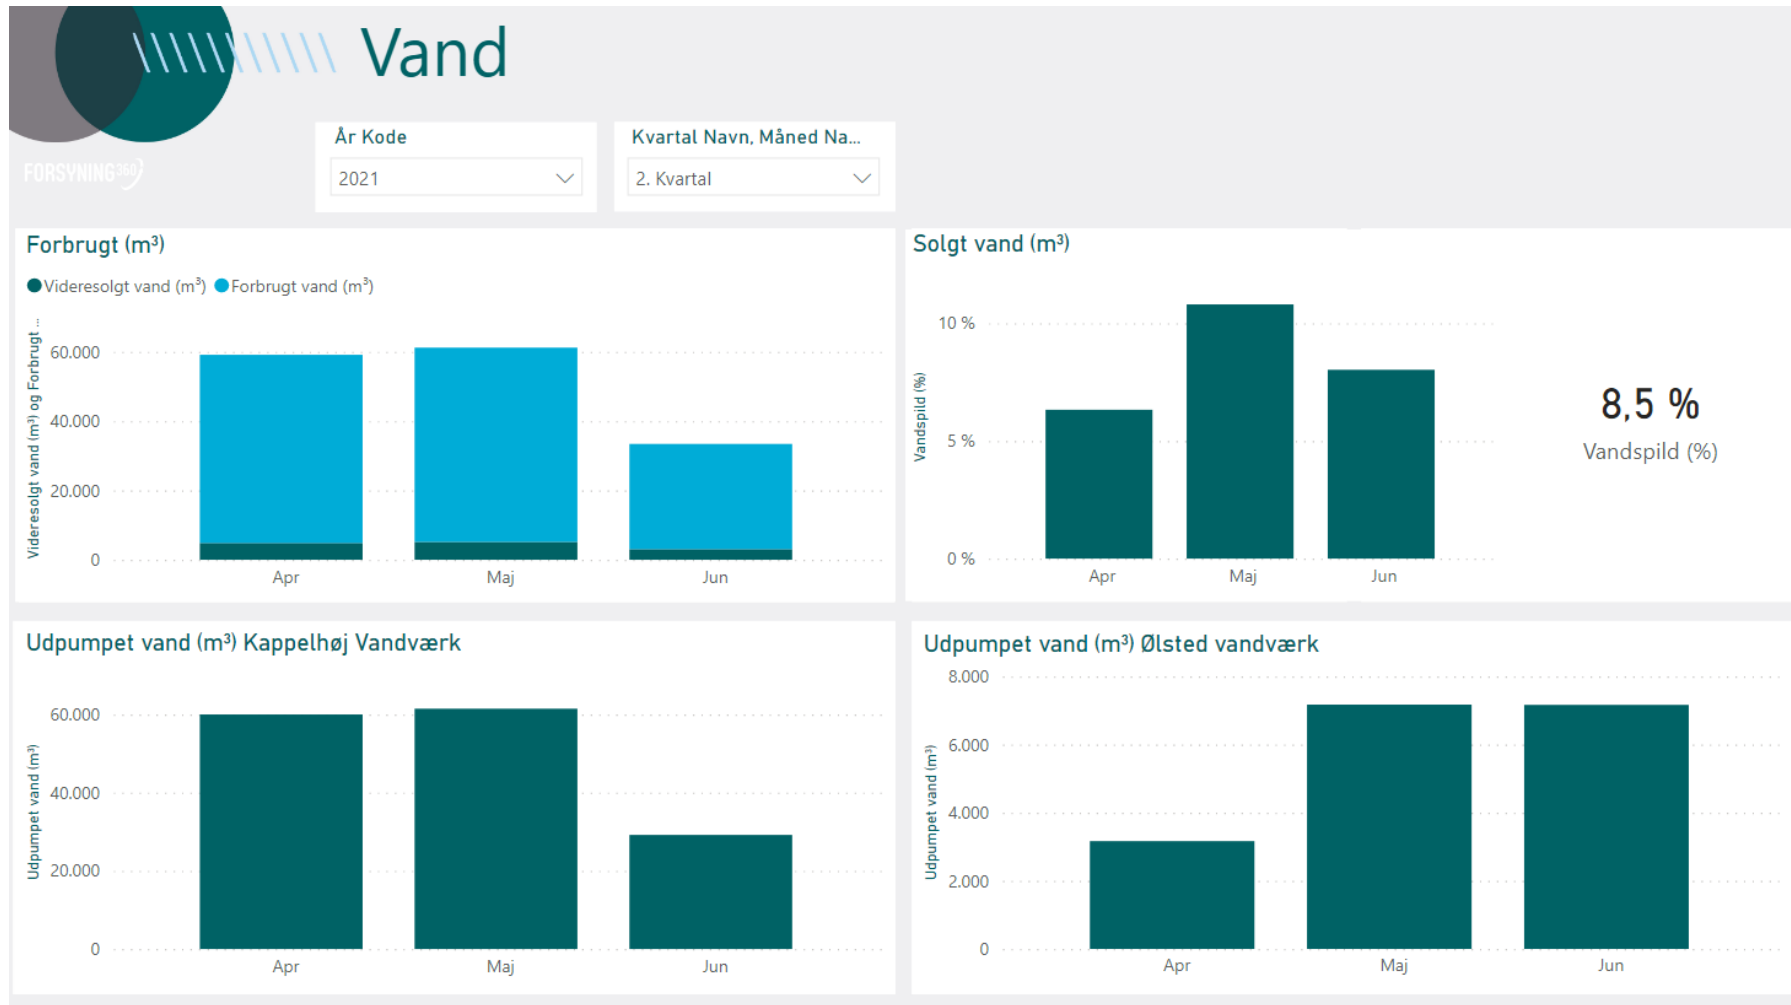 Vand
FORSYNING 360
År Kode
2021
Kvartal Navn, Måned Na...
2. Kvartal
Forbrugt (m³)
Videresolgt vand (m³) Forbrugt vand (m³)
Videresolgt vand (m³) og Forbrugt ...
60.000
40.000
20.000
0
Apr Maj Jun
Solgt vand (m³)
Vandspild (%)
10 %
5 %
0 %
Apr Maj Jun
8,5 %
Vandspild (%)
Udpumpet vand (m³) Kappelhøj Vandværk
Udpumpet vand (m³)
60.000
40.000
20.000
0
Apr Maj Jun
Udpumpet vand (m³) Ølsted vandværk
Udpumpet vand (m³)
8.000
6.000
4.000
2.000
0
Apr Maj Jun